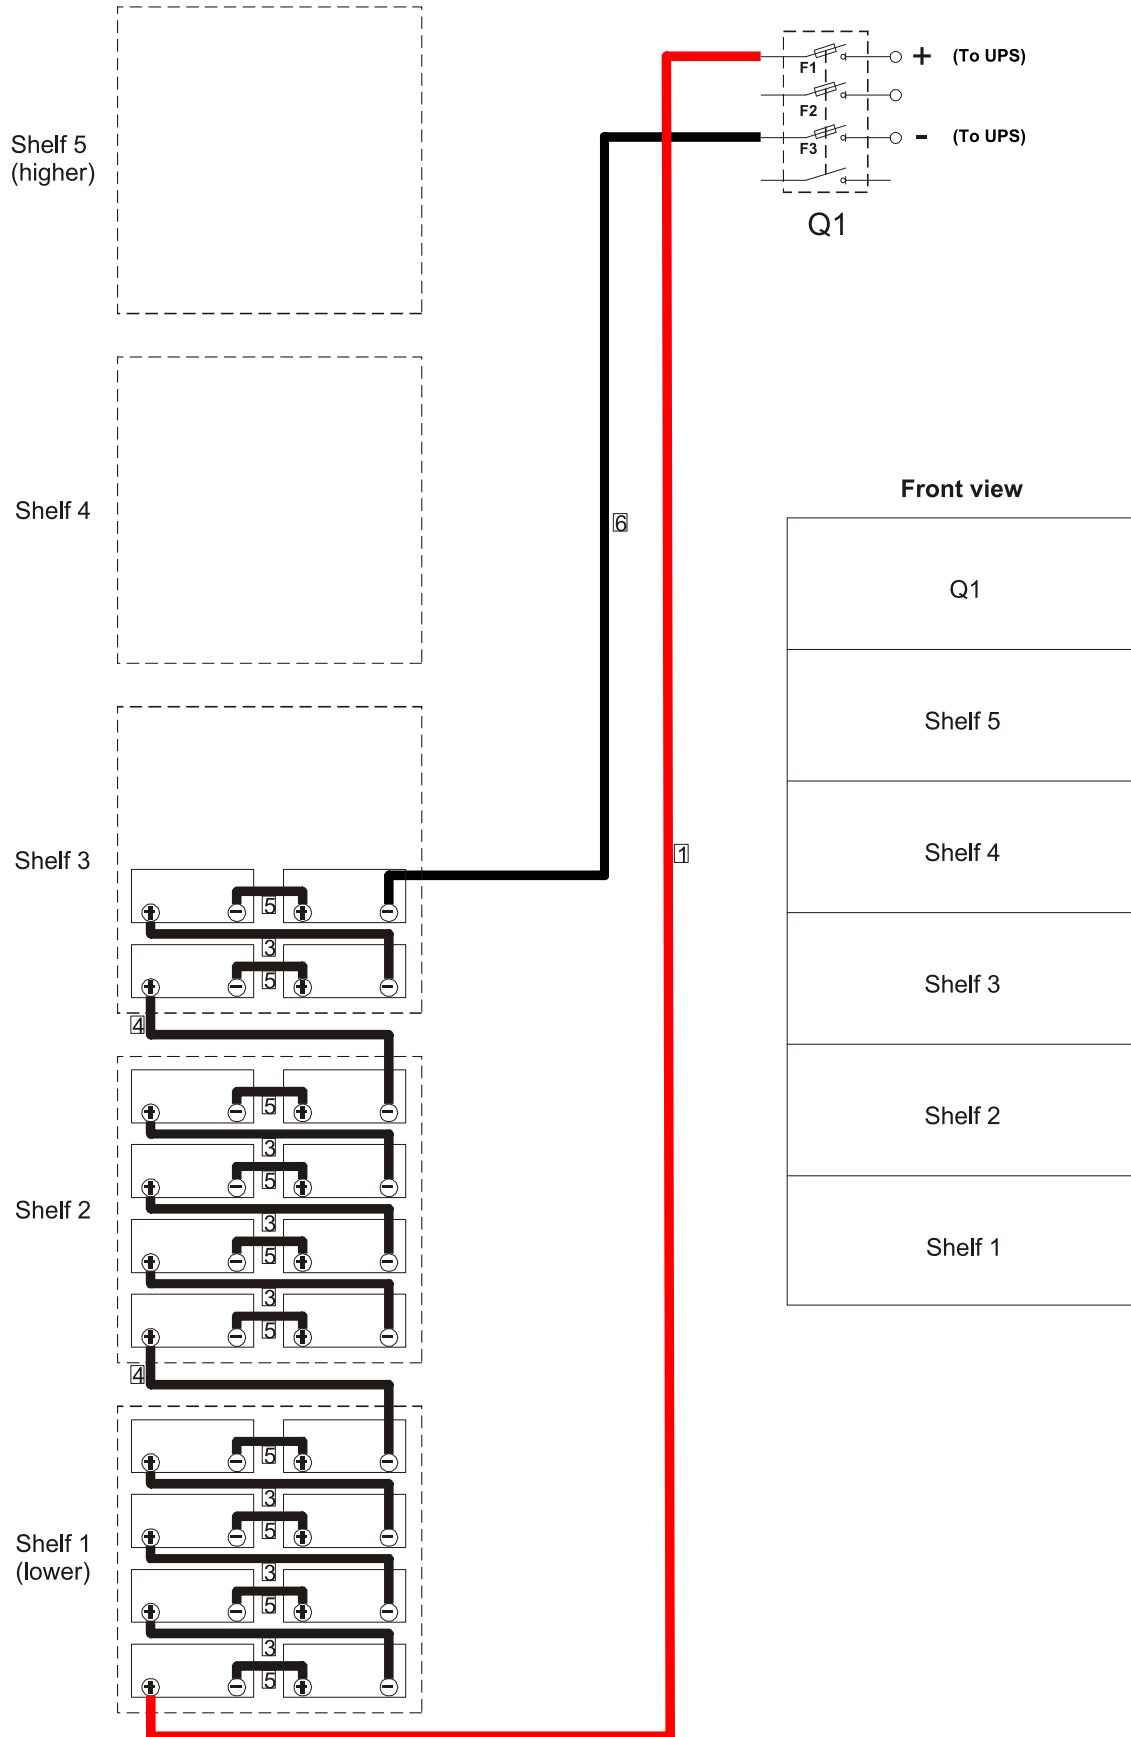 F1
+ (To UPS)
F2
F3
- (To UPS)
Q1
Shelf 5
(higher)
Shelf 4
6
Front view
Q1
Shelf 5
Shelf 4
Shelf 3
Shelf 2
Shelf 1
1
Shelf 3
5
3
5
4
Shelf 2
5
3
5
3
5
3
5
4
Shelf 1
(lower)
5
3
5
3
5
3
5